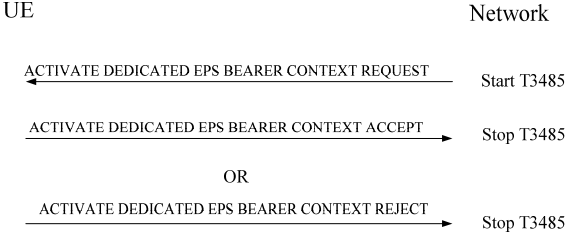 UE Network
ACTIVATE DEDICATED EPS BEARER CONTEXT REQUEST Start T3485
ACTIVATE DEDICATED EPS BEARER CONTEXT ACCEPT Stop T3485
OR
ACTIVATE DEDICATED EPS BEARER CONTEXT REJECT Stop T3485